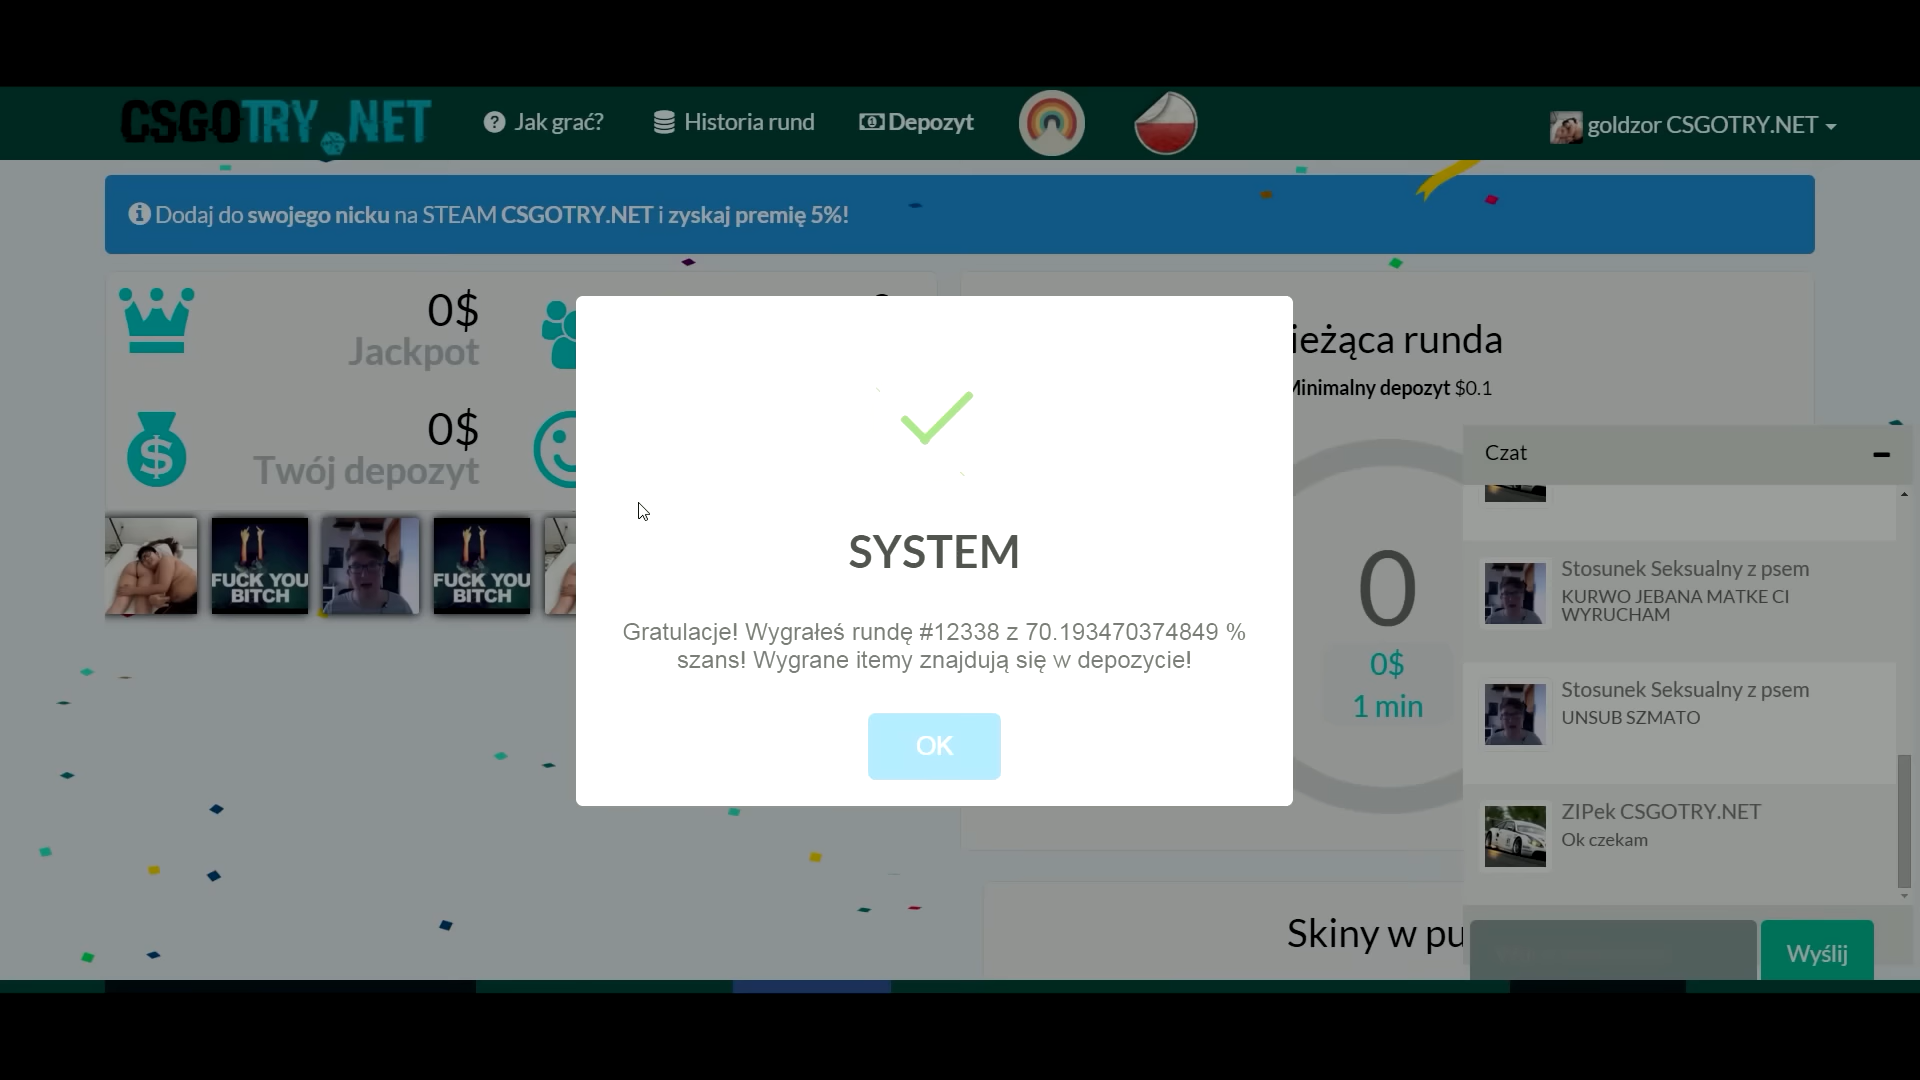 CSGOTRY.NET
Jak grać?
Historia rund
Depozyt
goldzor CSGOTRY.NET
Dodaj do swojego nicku na STEAM CSGOTRY.NET i zyskaj premię 5%!
0$
Jackpot
0$
Twój depozyt
FUCK YOU
BITCH
FUCK YOU
BITCH
SYSTEM
Gratulacje! Wygrałeś rundę #12338 z 70.193470374849 %
szans! Wygrane itemy znajdują się w depozycie!
OK
ieżąca runda
Minimalny depozyt $0.1
0
0$
1 min
Skiny w pu
Czat
Stosunek Seksualny z psem
KURWO JEBANA MATKE CI
WYRUCHAM
Stosunek Seksualny z psem
UNSUB SZMATO
ZIPek CSGOTRY.NET
Ok czekam
Wyślij